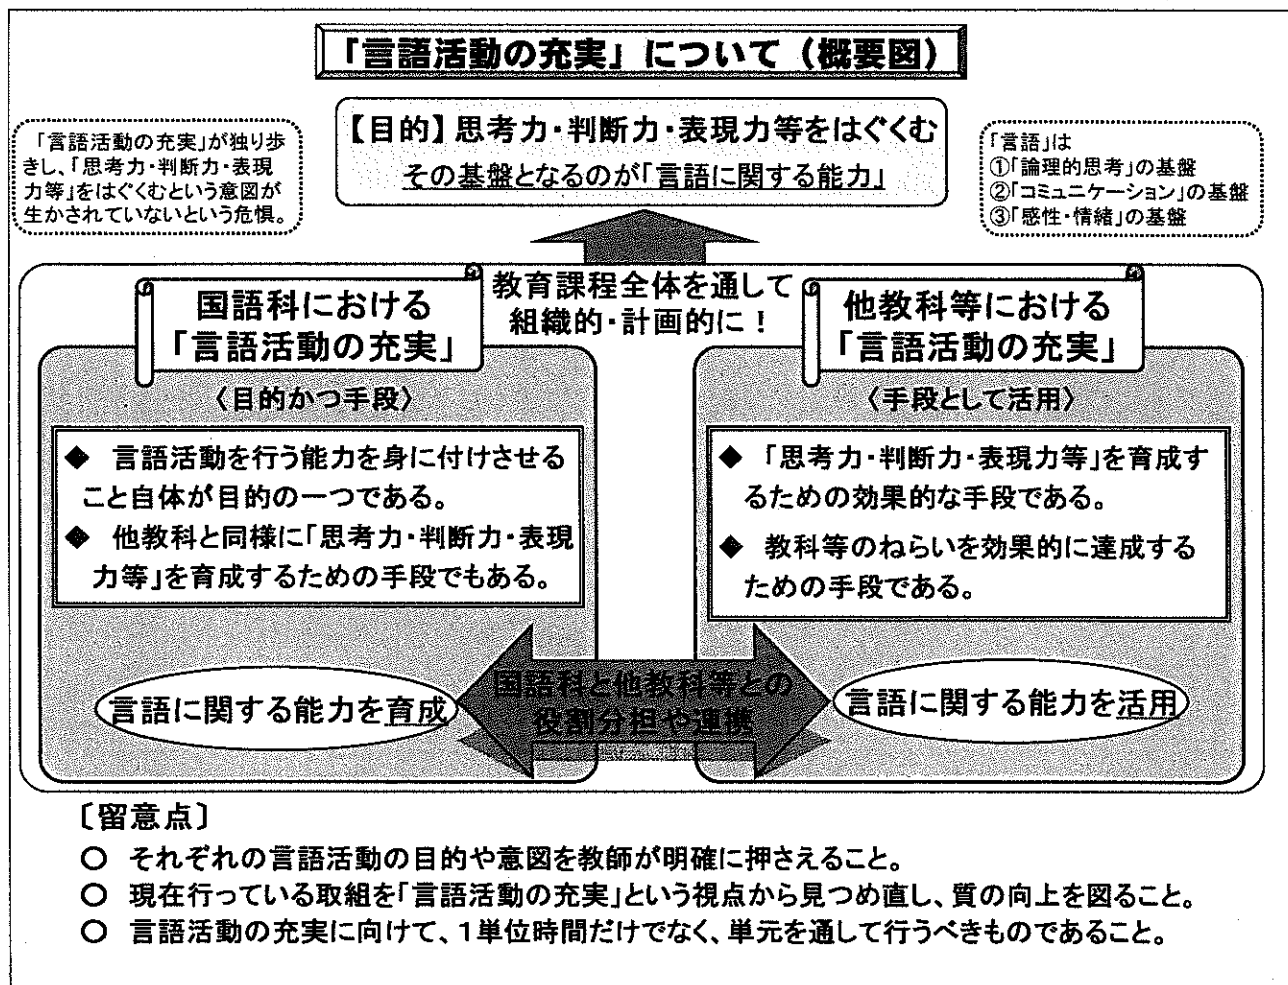 「言語活動の充実」について（概要図）
【目的】思考力・判断力・表現力等をはぐくむ
その基盤となるのが「言語に関する能力」
「言語活動の充実」が独り歩
きし、「思考力・判断力・表現
力等」をはぐくむという意図が
生かされていないという危惧。
「言語」は
①「論理的思考」の基盤
②「コミュニケーション」の基盤
③「感性・情緒」の基盤
教育課程全体を通して
組織的・計画的に！
国語科における
「言語活動の充実」
〈目的かつ手段〉
◆ 言語活動を行う能力を身に付けさせる
こと自体が目的の一つである。
◆ 他教科と同様に「思考力・判断力・表現
力等」を育成するための手段でもある。
言語に関する能力を育成
国語科と他教科等との
役割分担や連携
他教科等における
「言語活動の充実」
〈手段として活用〉
◆ 「思考力・判断力・表現力等」を育成す
るための効果的な手段である。
◆ 教科等のねらいを効果的に達成する
ための手段である。
言語に関する能力を活用
〔留意点〕
○ それぞれの言語活動の目的や意図を教師が明確に押さえること。
○ 現在行っている取組を「言語活動の充実」という視点から見つめ直し、質の向上を図ること。
○ 言語活動の充実に向けて、１単位時間だけでなく、単元を通して行うべきものであること。